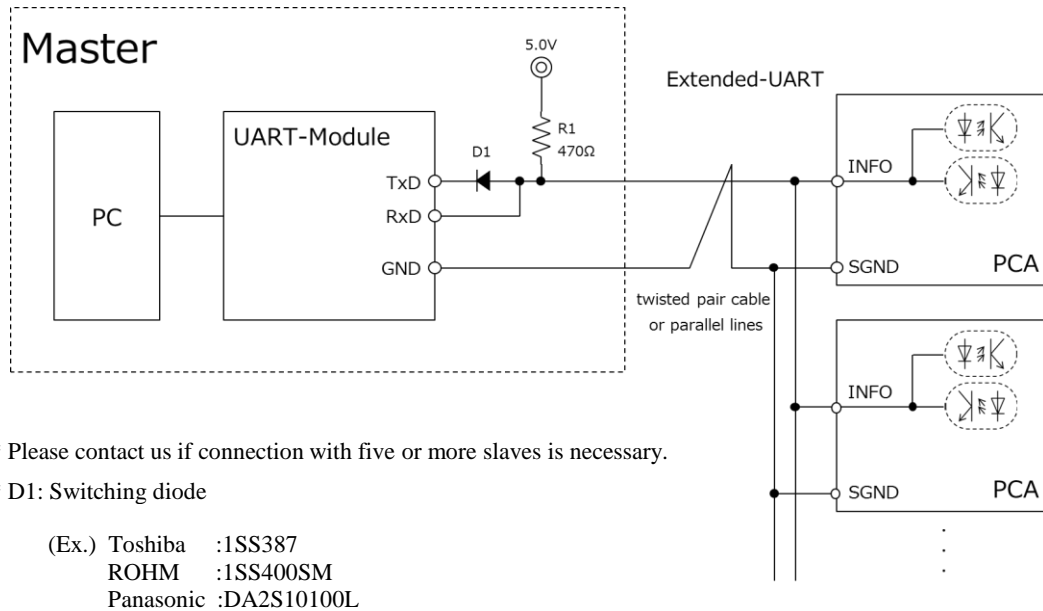 Master
5.0V
Extended-UART
R1
470Ω
UART-Module
D1
INFO
TxD
RxD
PC
GND
SGND
PCA
twisted pair cable
or parallel lines
INFO
SGND
PCA
Please contact us if connection with five or more slaves is necessary.
D1: Switching diode
(Ex.) Toshiba :1SS387
ROHM :1SS400SM
Panasonic :DA2S10100L